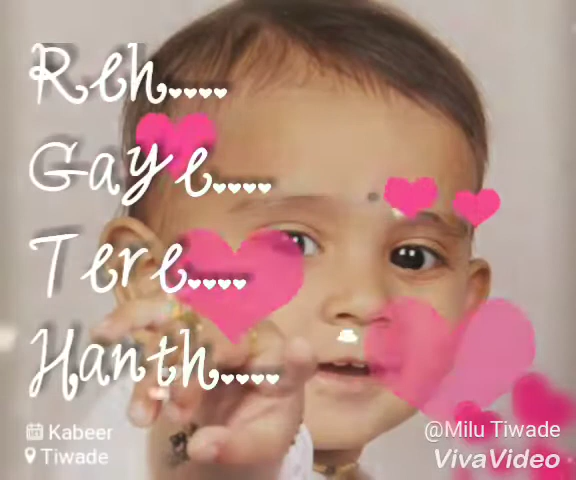 Reh....
Gaye....
Tere....
Hanth....
Kabeer
Tiwade
@Milu Tiwade
VivaVideo